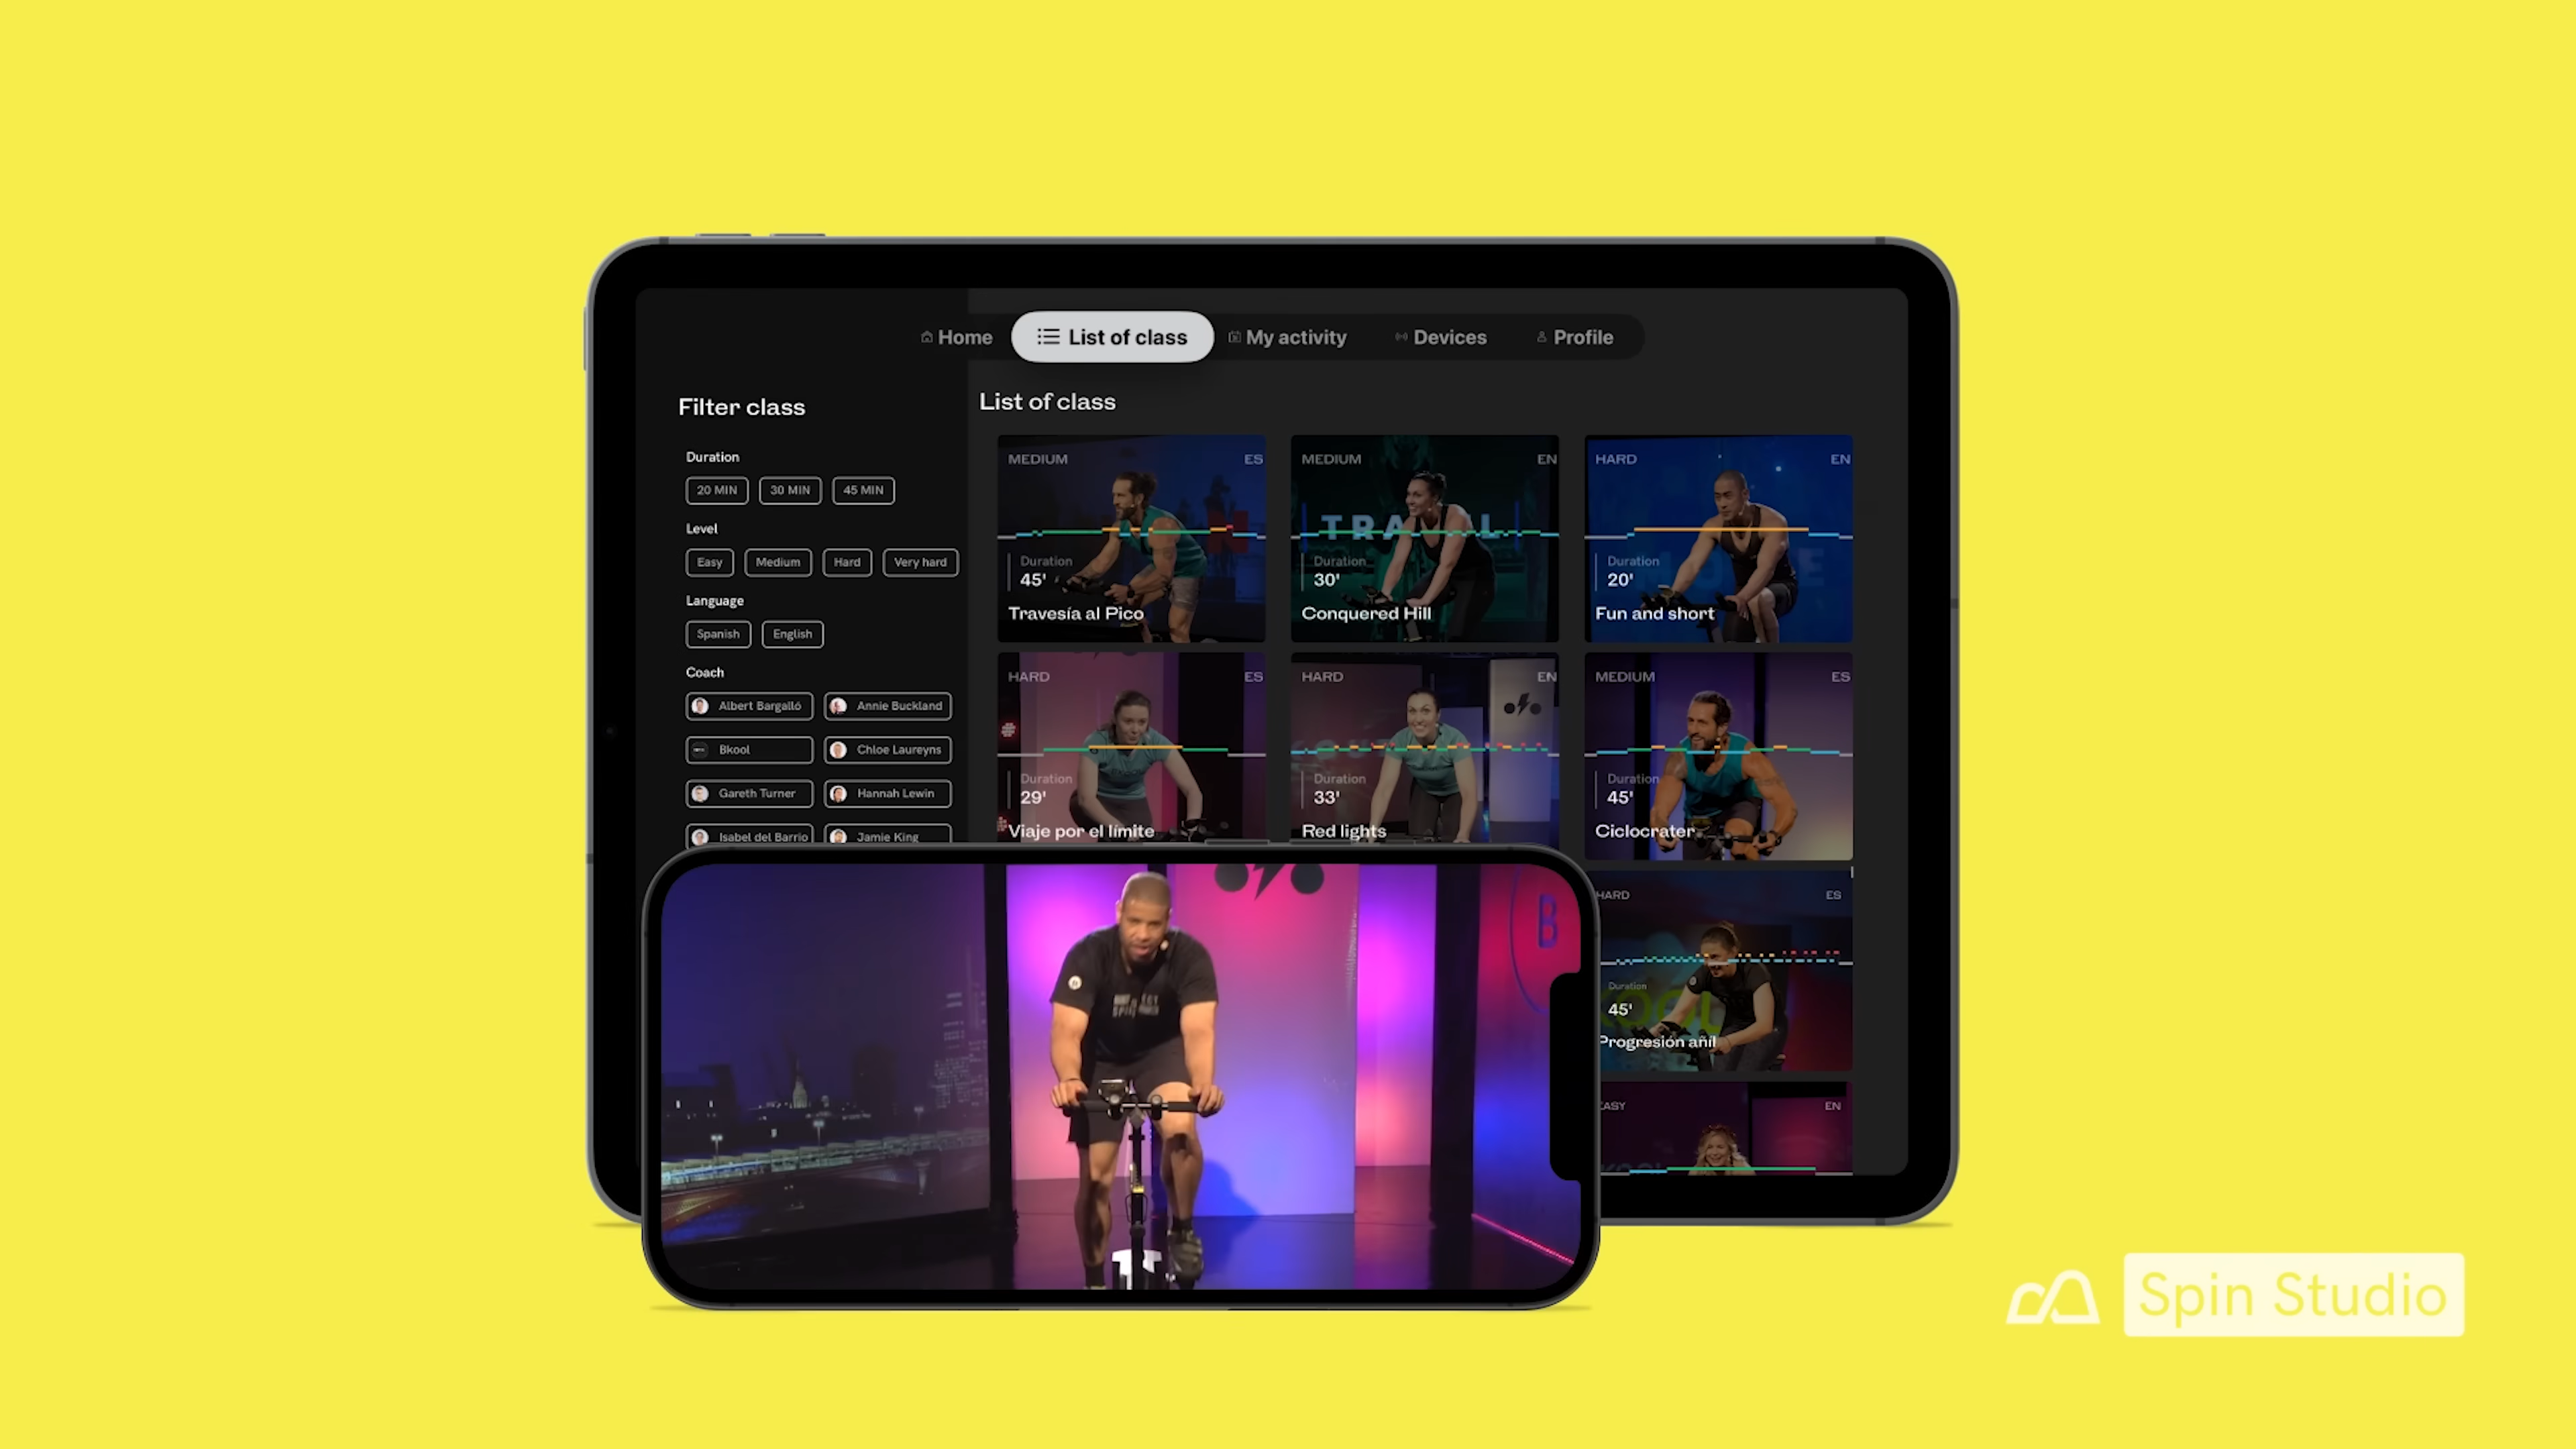 Home
List of class
My activity
Devices
Profile
Filter class
Duration
20 MIN
30 MIN
45 MIN
Level
Easy
Medium
Hard
Very hard
Language
Spanish
English
Coach
Albert Bargalló
Annie Buckland
Bkool
Chloe Laureyns
Gareth Turner
Hannah Lewin
Isabel del Barrio
Jamie King
List of class
MEDIUM
ES
Duration
45'
Travesía al Pico
MEDIUM
EN
Duration
30'
Conquered Hill
HARD
EN
Duration
20'
Fun and short
HARD
ES
Duration
29'
Viaje por el límite
HARD
EN
Duration
33'
Red lights
MEDIUM
ES
Duration
45'
Ciclocrater
HARD
ES
Duration
45'
Progresión añil
EASY
EN
B
Spin Studio